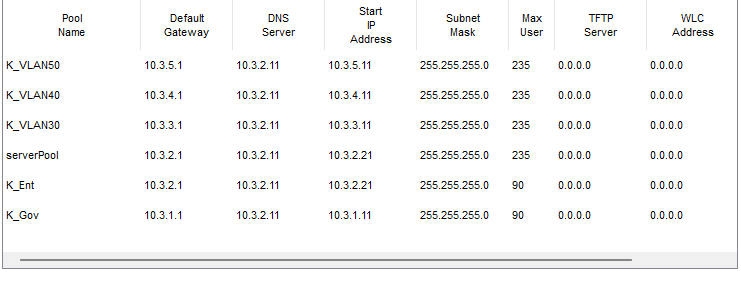 Pool Name Default Gateway DNS Server Start IP Address Subnet Mask Max User TFTP Server WLC Address
K_VLAN50 10.3.5.1 10.3.2.11 10.3.5.11 255.255.255.0 235 0.0.0.0 0.0.0.0
K_VLAN40 10.3.4.1 10.3.2.11 10.3.4.11 255.255.255.0 235 0.0.0.0 0.0.0.0
K_VLAN30 10.3.3.1 10.3.2.11 10.3.3.11 255.255.255.0 235 0.0.0.0 0.0.0.0
serverPool 10.3.2.1 10.3.2.11 10.3.2.21 255.255.255.0 235 0.0.0.0 0.0.0.0
K_Ent 10.3.2.1 10.3.2.11 10.3.2.21 255.255.255.0 90 0.0.0.0 0.0.0.0
K_Gov 10.3.1.1 10.3.2.11 10.3.1.11 255.255.255.0 90 0.0.0.0 0.0.0.0